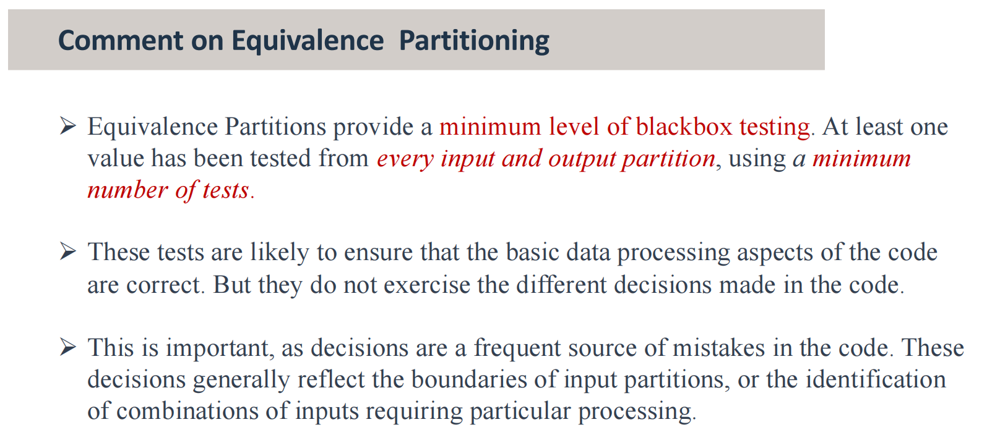 Comment on Equivalence Partitioning
➢ Equivalence Partitions provide a minimum level of blackbox testing. At least one
value has been tested from every input and output partition, using a minimum
number of tests.
➢ These tests are likely to ensure that the basic data processing aspects of the code
are correct. But they do not exercise the different decisions made in the code.
➢ This is important, as decisions are a frequent source of mistakes in the code. These
decisions generally reflect the boundaries of input partitions, or the identification
of combinations of inputs requiring particular processing.